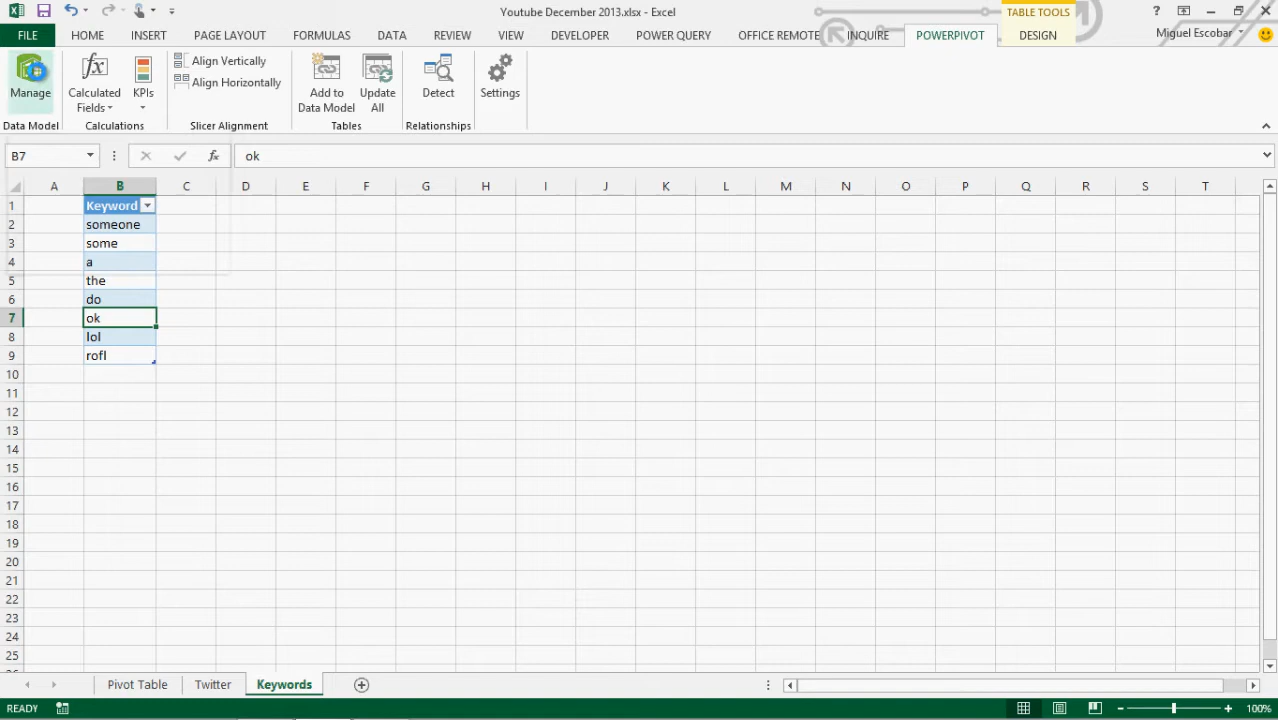 Youtube December 2013.xlsx - Excel
TABLE TOOLS
?
FILE HOME INSERT PAGE LAYOUT FORMULAS DATA REVIEW VIEW DEVELOPER POWER QUERY OFFICE REMOTE INQUIRE POWERPIVOT DESIGN
Miguel Escobar
Manage
Calculated
Fields
KPIs
Align Vertically
Align Horizontally
Add to
Data Model
Update
All
Detect
Settings
Data Model Calculations Slicer Alignment Tables Relationships
B7 fx ok
A B C D E F G H I J K L M N O P Q R S T
1 Keyword
2 someone
3 some
4 a
5 the
6 do
7 ok
8 lol
9 rofl
10
11
12
13
14
15
16
17
18
19
20
21
22
23
24
25
Pivot Table Twitter Keywords
READY 100%